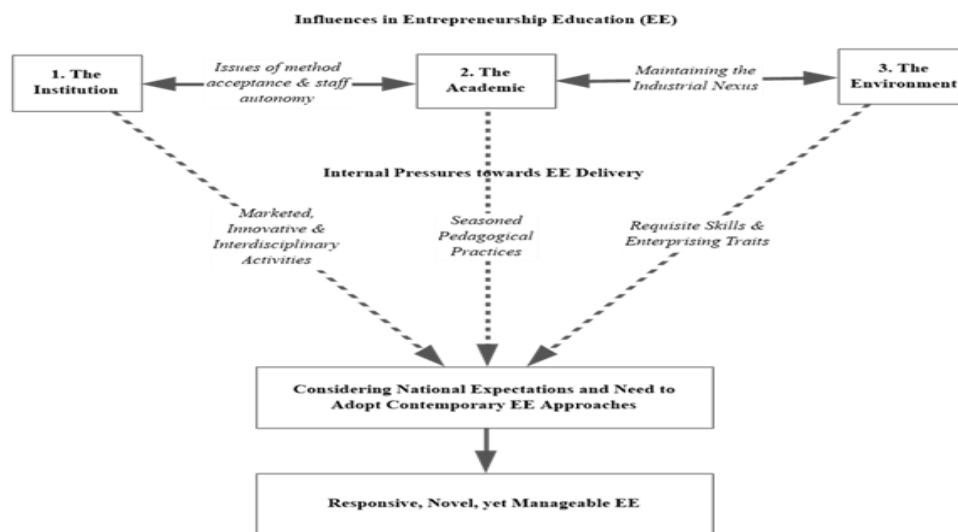 Influences in Entrepreneurship Education (EE)
1. The
Institution
Issues of method
acceptance & staff
autonomy
2. The
Academic
Maintaining the
Industrial Nexus
3. The
Environment
Internal Pressures towards EE Delivery
Marketed,
Innovative &
Interdisciplinary
Activities
Seasoned
Pedagogical
Practices
Requisite Skills &
Enterprising Traits
Considering National Expectations and Need to
Adopt Contemporary EE Approaches
Responsive, Novel, yet Manageable EE